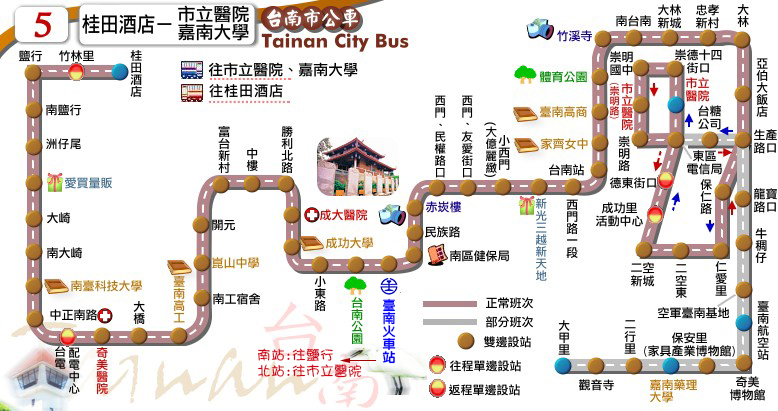 5
桂田酒店－市立醫院
嘉南大學
台南市公車
Tainan City Bus
往市立醫院、嘉南大學
往桂田酒店
鹽行
竹林里
桂田酒店
南鹽行
洲仔尾
愛買量販
大崎
南大崎
南臺科技大學
中正南路
台電
配電中心
奇美醫院
大橋
臺南高工
南工宿舍
崑山中學
開元
富台新村
中樓
勝利北路
成大醫院
成功大學
小東路
台南公園
臺南火車站
南區健保局
民族路
赤崁樓
西門、民權路口
西門、友愛街口
(大億麗緻)
小西門
新光三越新天地
西門路一段
台南站
家齊女中
臺南高商
體育公園
竹溪寺
南台南
大林新城
忠孝新村
大林
亞伯大飯店
生產路口
龍寶路口
牛稠仔
臺南航空站
空軍臺南基地
崇明國中
崇德十四街口
市立醫院
(崇明路)
市立醫院
崇明路
台糖公司
東區電信局
德東街口
成功里活動中心
保仁路
二空新城
二空東
仁愛里
大甲里
觀音寺
二行里
嘉南藥理大學
保安里
(家具產業博物館)
奇美博物館
正常班次
部分班次
雙邊設站
往程單邊設站
返程單邊設站
南站:往鹽行
北站:往市立醫院
Tainan
台南